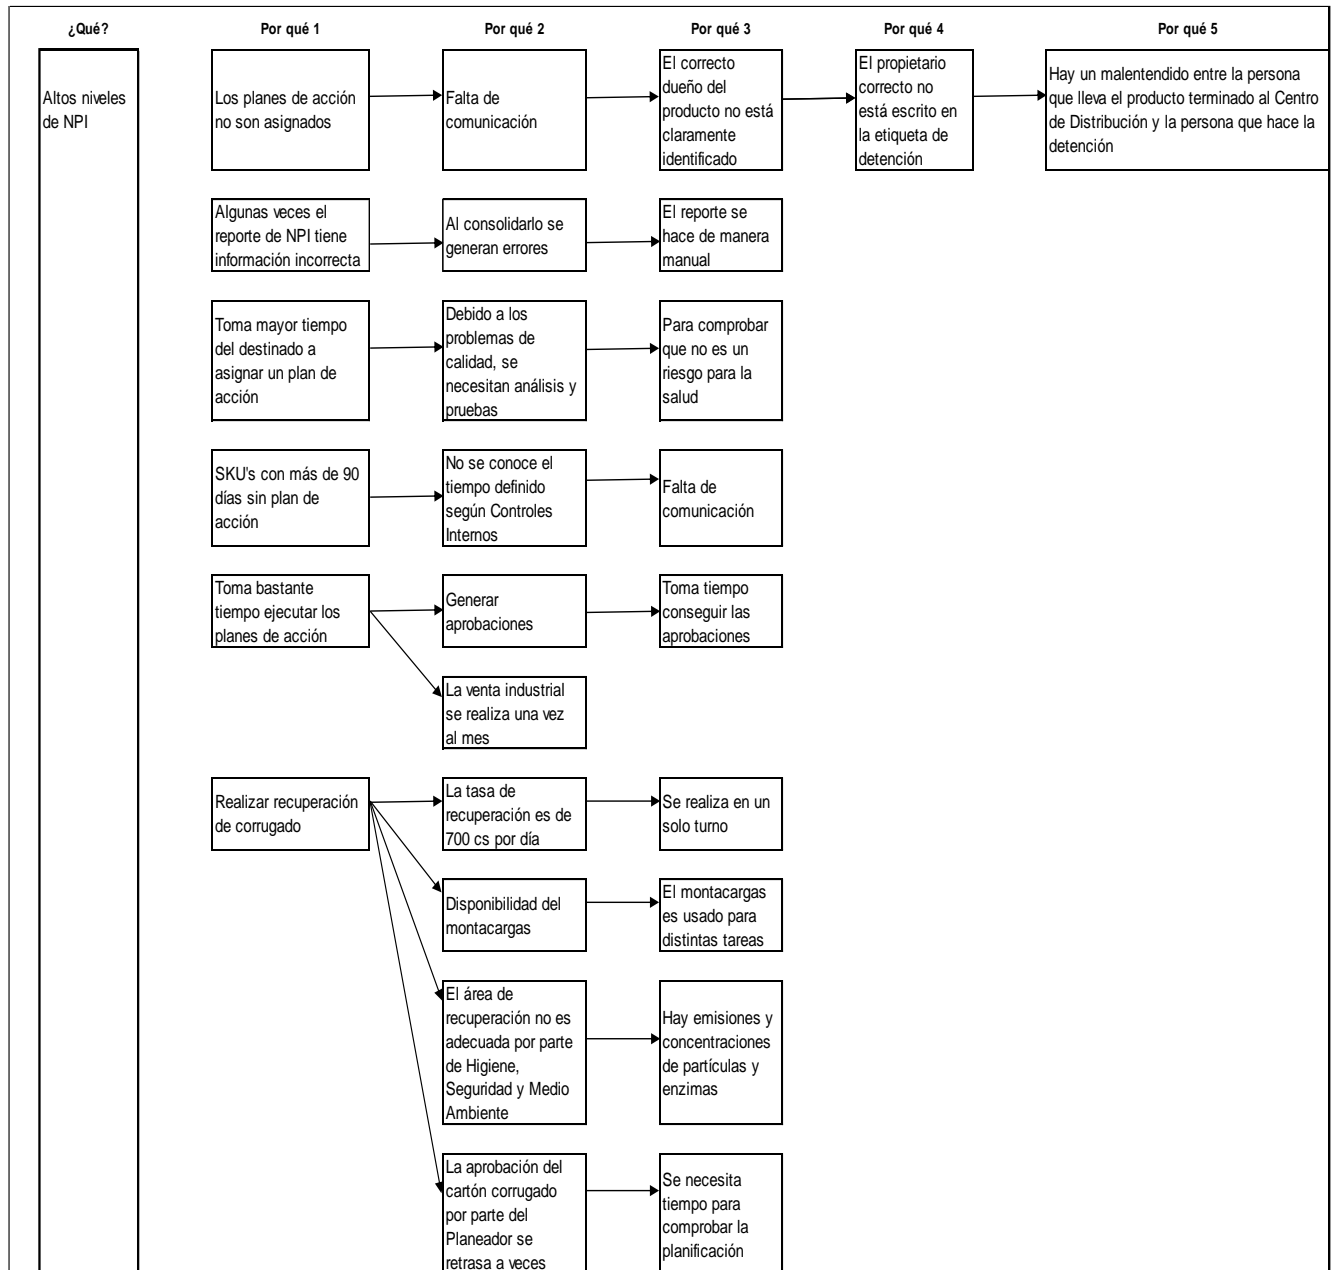 ¿Qué?
Por qué 1
Por qué 2
Por qué 3
Por qué 4
Por qué 5
Altos niveles
de NPI
Los planes de acción
no son asignados
Falta de
comunicación
El correcto
dueño del
producto no está
claramente
identificado
El propietario
correcto no
está escrito en
la etiqueta de
detención
Hay un malentendido entre la persona
que lleva el producto terminado al Centro
de Distribución y la persona que hace la
detención
Algunas veces el
reporte de NPI tiene
información incorrecta
Al consolidarlo se
generan errores
El reporte se
hace de manera
manual
Toma mayor tiempo
del destinado a
asignar un plan de
acción
Debido a los
problemas de
calidad, se
necesitan análisis y
pruebas
Para comprobar
que no es un
riesgo para la
salud
SKU's con más de 90
días sin plan de
acción
No se conoce el
tiempo definido
según Controles
Internos
Falta de
comunicación
Toma bastante
tiempo ejecutar los
planes de acción
Generar
aprobaciones
Toma tiempo
conseguir las
aprobaciones
La venta industrial
se realiza una vez
al mes
Realizar recuperación
de corrugado
La tasa de
recuperación es de
700 cs por día
Se realiza en un
solo turno
Disponibilidad del
montacargas
El montacargas
es usado para
distintas tareas
El área de
recuperación no es
adecuada por parte
de Higiene,
Seguridad y Medio
Ambiente
Hay emisiones y
concentraciones
de partículas y
enzimas
La aprobación del
cartón corrugado
por parte del
Planeador se
retrasa a veces
Se necesita
tiempo para
comprobar la
planificación